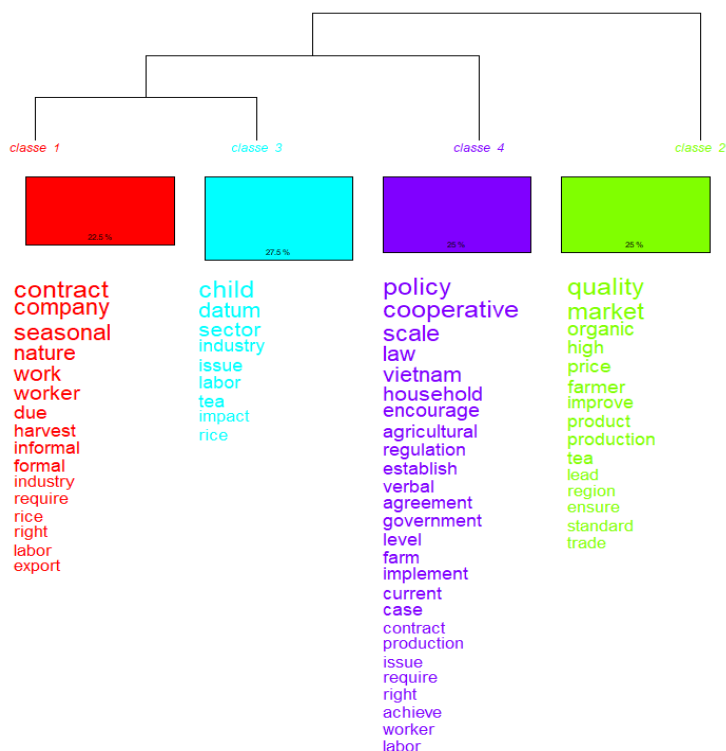 classe 1
classe 3
classe 4
classe 2
22.5 %
27.5 %
25 %
25 %
contract
company
seasonal
nature
work
worker
due
harvest
informal
formal
industry
require
rice
right
labor
export
child
datum
sector
industry
issue
labor
tea
impact
rice
policy
cooperative
scale
law
vietnam
household
encourage
agricultural
regulation
establish
verbal
agreement
government
level
farm
implement
current
case
contract
production
issue
require
right
achieve
worker
labor
quality
market
organic
high
price
farmer
improve
product
production
tea
lead
region
ensure
standard
trade